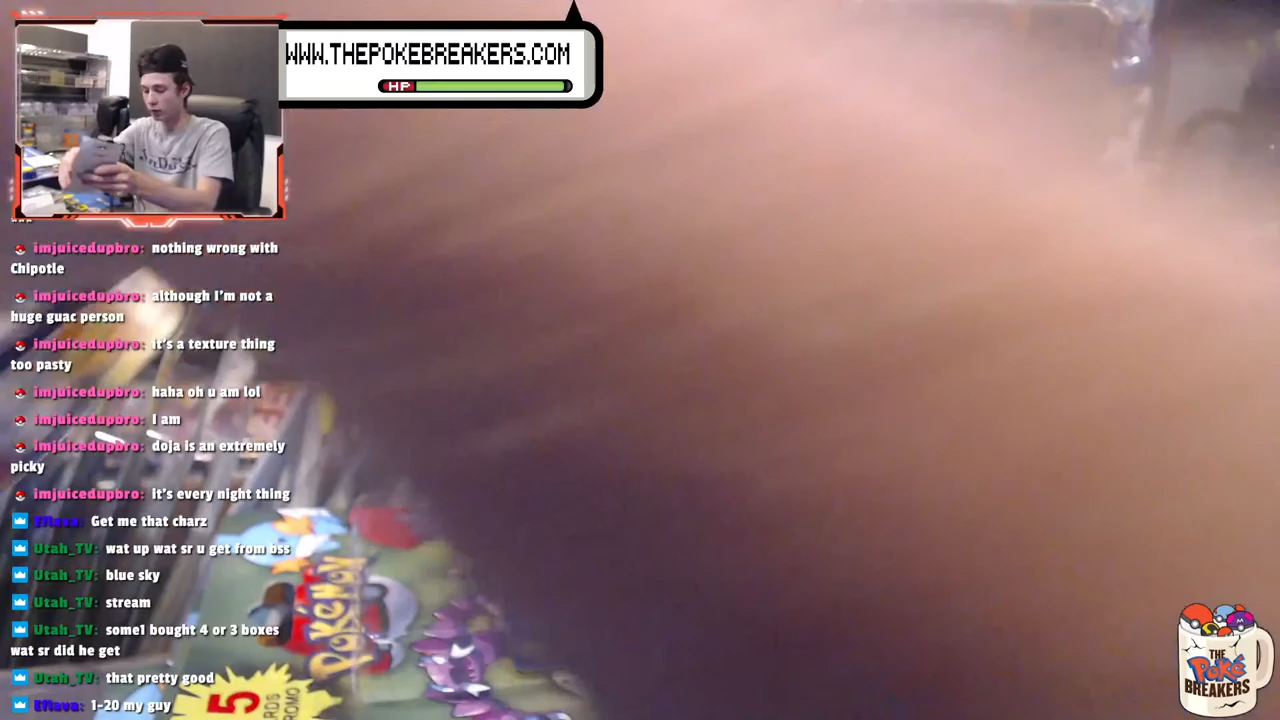 WWW.THEPOKEBREAKERS.COM
HP
imjuicedupbro: nothing wrong with
Chipotle
imjuicedupbro: although I'm not a
huge guac person
imjuicedupbro: it's a texture thing
too pasty
imjuicedupbro: haha oh u am lol
imjuicedupbro: I am
imjuicedupbro: doja is an extremely
picky
imjuicedupbro: it's every night thing
Eflava: Get me that charz
Utah_TV: wat up wat sr u get from bss
Utah_TV: blue sky
Utah_TV: stream
Utah_TV: some1 bought 4 or 3 boxes
wat sr did he get
Utah_TV: that pretty good
Eflava: 1-20 my guy
POKéMON
5
THE
Poké
BREAKERS